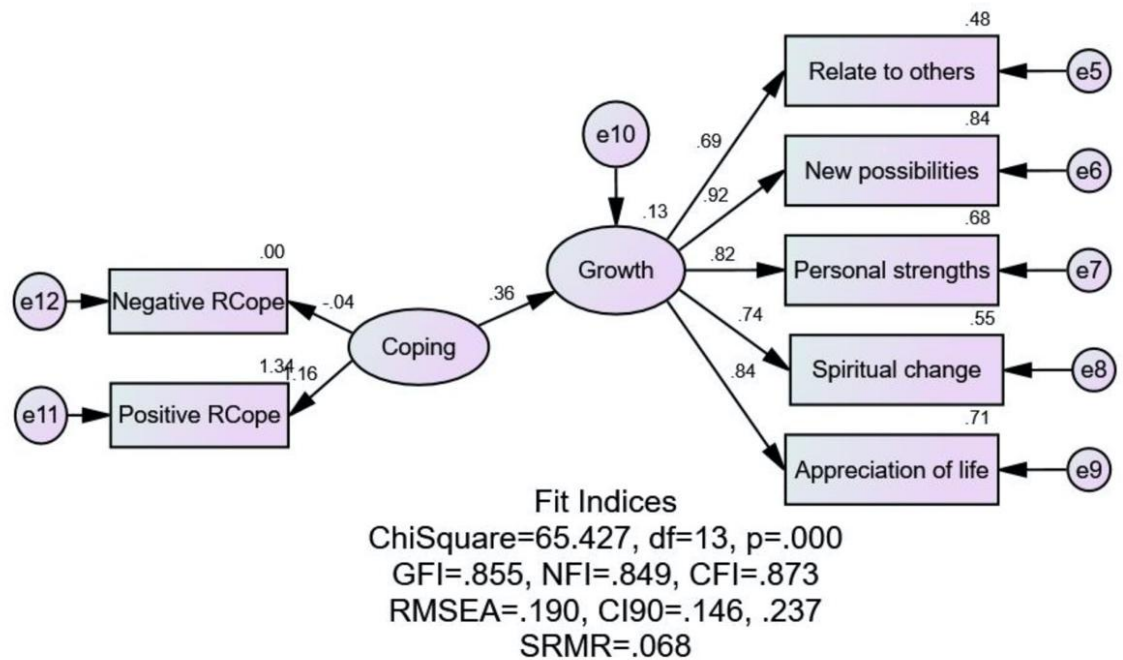 .48
Relate to others
e5
.84
e10
.69
New possibilities
e6
.92
.13
.68
.00
Growth
.82
Personal strengths
e7
e12
Negative RCope
-.04
.36
.74
.55
Coping
1.34
1.16
.84
Spiritual change
e8
e11
Positive RCope
.71
Appreciation of life
e9
Fit Indices
ChiSquare=65.427, df=13, p=.000
GFI=.855, NFI=.849, CFI=.873
RMSEA=.190, CI90=.146, .237
SRMR=.068